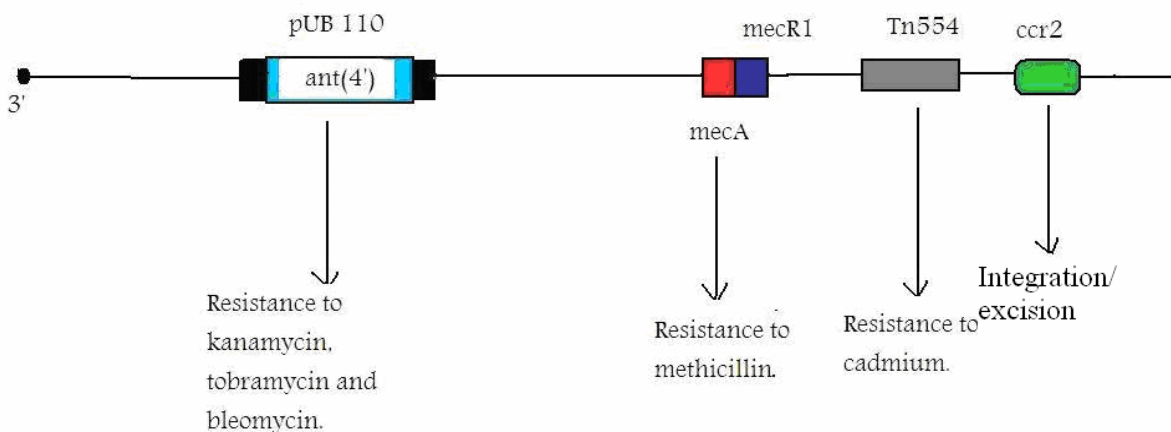 pUB 110
mecR1
Tn554
ccr2
ant(4')
3'
mecA
Resistance to
kanamycin,
tobramycin and
bleomycin.
Resistance to
methicillin.
Resistance to
cadmium.
Integration/
excision